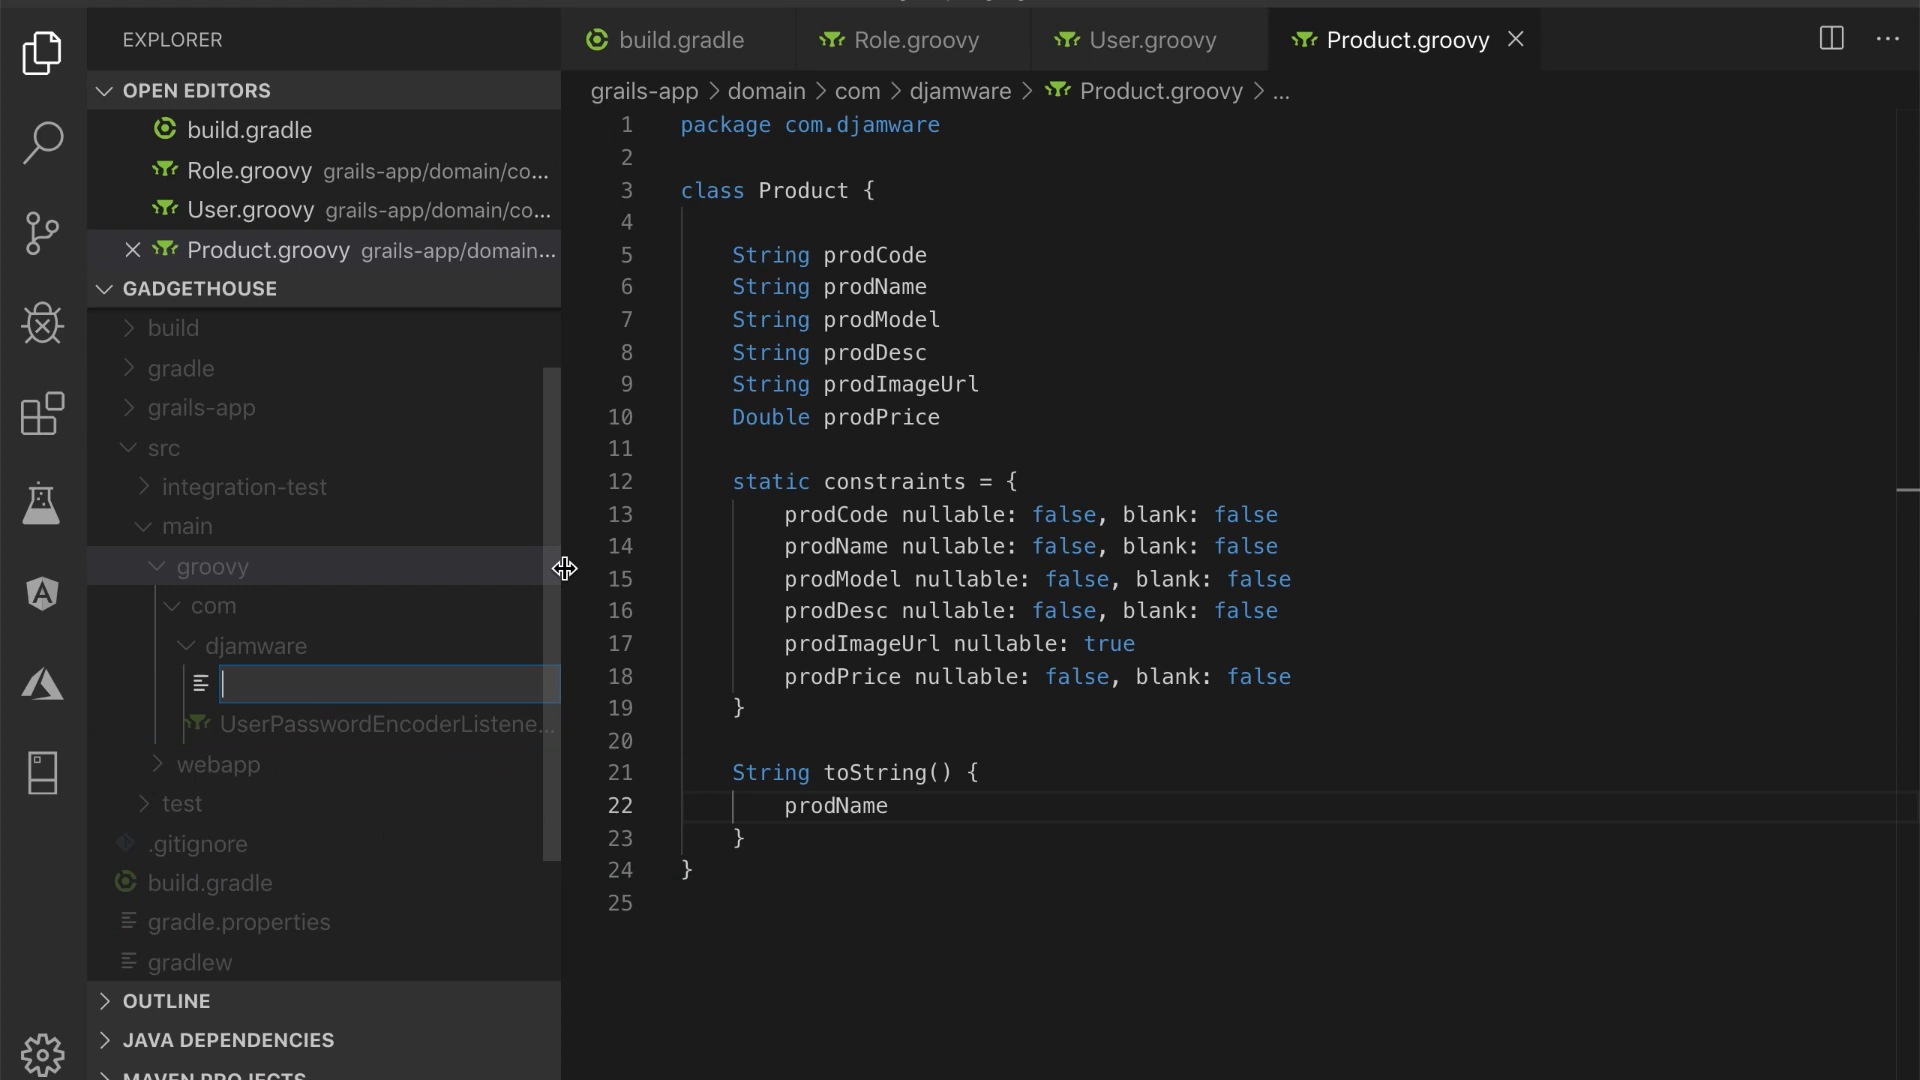 EXPLORER
OPEN EDITORS
build.gradle
Role.groovy grails-app/domain/co...
User.groovy grails-app/domain/co...
Product.groovy grails-app/domain...
GADGETHOUSE
build
gradle
grails-app
src
integration-test
main
groovy
com
djamware
UserPasswordEncoderListene...
webapp
test
.gitignore
build.gradle
gradle.properties
gradlew
OUTLINE
JAVA DEPENDENCIES
MAVEN PROJECTS
build.gradle
Role.groovy
User.groovy
Product.groovy
grails-app > domain > com > djamware > Product.groovy > ...
1 package com.djamware
2
3 class Product {
4
5 String prodCode
6 String prodName
7 String prodModel
8 String prodDesc
9 String prodImageUrl
10 Double prodPrice
11
12 static constraints = {
13 prodCode nullable: false, blank: false
14 prodName nullable: false, blank: false
15 prodModel nullable: false, blank: false
16 prodDesc nullable: false, blank: false
17 prodImageUrl nullable: true
18 prodPrice nullable: false, blank: false
19 }
20
21 String toString() {
22 prodName
23 }
24 }
25